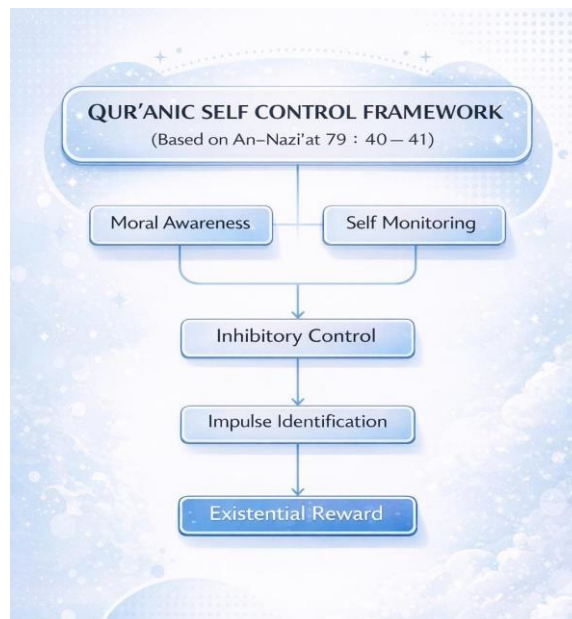 QUR'ANIC SELF CONTROL FRAMEWORK
(Based on An-Nazi'at 79 : 40 – 41)
Moral Awareness
Self Monitoring
Inhibitory Control
Impulse Identification
Existential Reward